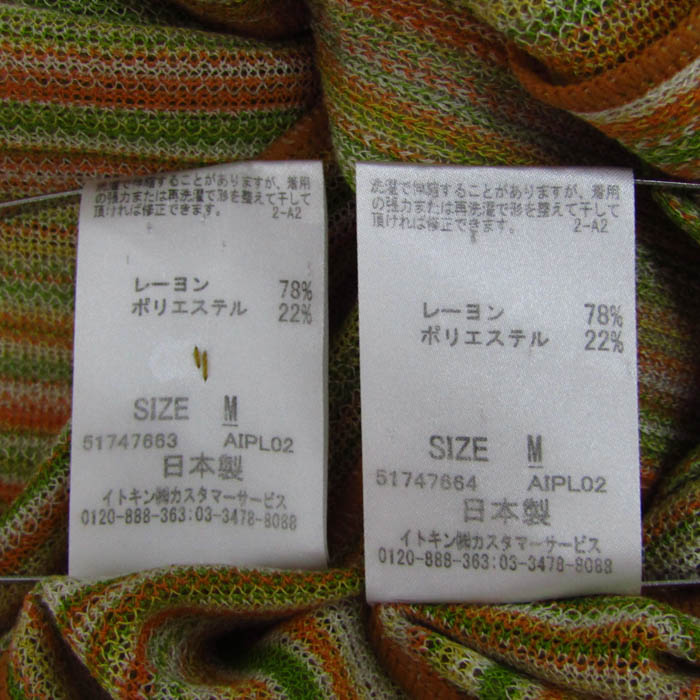 洗濯で伸縮することがありますが、着用
の張力または再洗濯で形を整えて干して
頂ければ修正できます。 2-A2
レーヨン 78%
ポリエステル 22%
SIZE M
51747663 AIPL02
日本製
イトキン㈱カスタマーサービス
0120-888-363:03-3478-8088
洗濯で伸縮することがありますが、着用
の張力または再洗濯で形を整えて干して
頂ければ修正できます。 2-A2
レーヨン 78%
ポリエステル 22%
SIZE M
51747664 AIPL02
日本製
イトキン㈱カスタマーサービス
0120-888-363:03-3478-8088